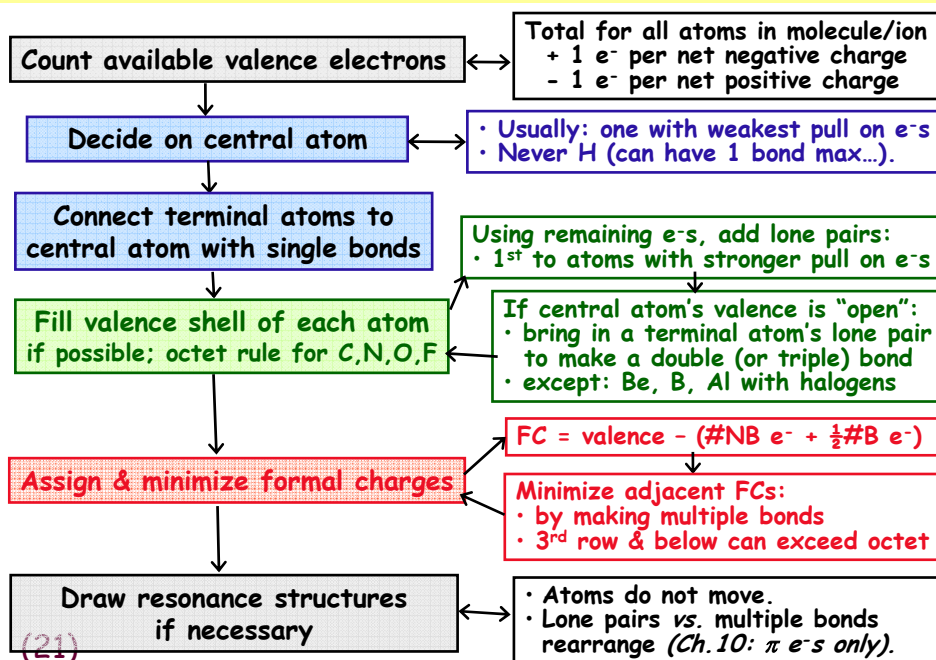 Count available valence electrons
Total for all atoms in molecule/ion
+ 1 e⁻ per net negative charge
- 1 e⁻ per net positive charge
Decide on central atom
• Usually: one with weakest pull on e⁻s
• Never H (can have 1 bond max…).
Connect terminal atoms to
central atom with single bonds
Using remaining e⁻s, add lone pairs:
• 1ˢᵗ to atoms with stronger pull on e⁻s
Fill valence shell of each atom
if possible; octet rule for C,N,O,F
If central atom's valence is "open":
• bring in a terminal atom's lone pair
to make a double (or triple) bond
• except: Be, B, Al with halogens
FC = valence – (#NB e⁻ + ½#B e⁻)
Assign & minimize formal charges
Minimize adjacent FCs:
• by making multiple bonds
• 3ʳᵈ row & below can exceed octet
Draw resonance structures
if necessary
• Atoms do not move.
• Lone pairs vs. multiple bonds
rearrange (Ch.10: π e⁻s only).
(21)